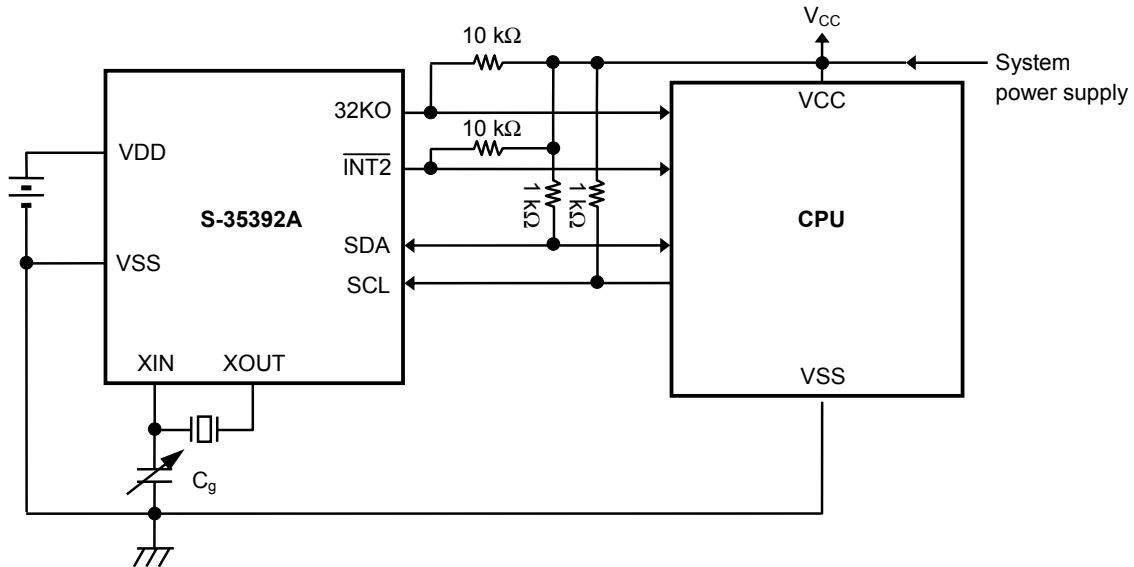 V_CC
10 kΩ
System
power supply
32KO
VCC
10 kΩ
VDD
INT2
1 kΩ
1 kΩ
S-35392A
CPU
SDA
VSS
SCL
XIN
XOUT
VSS
C_g